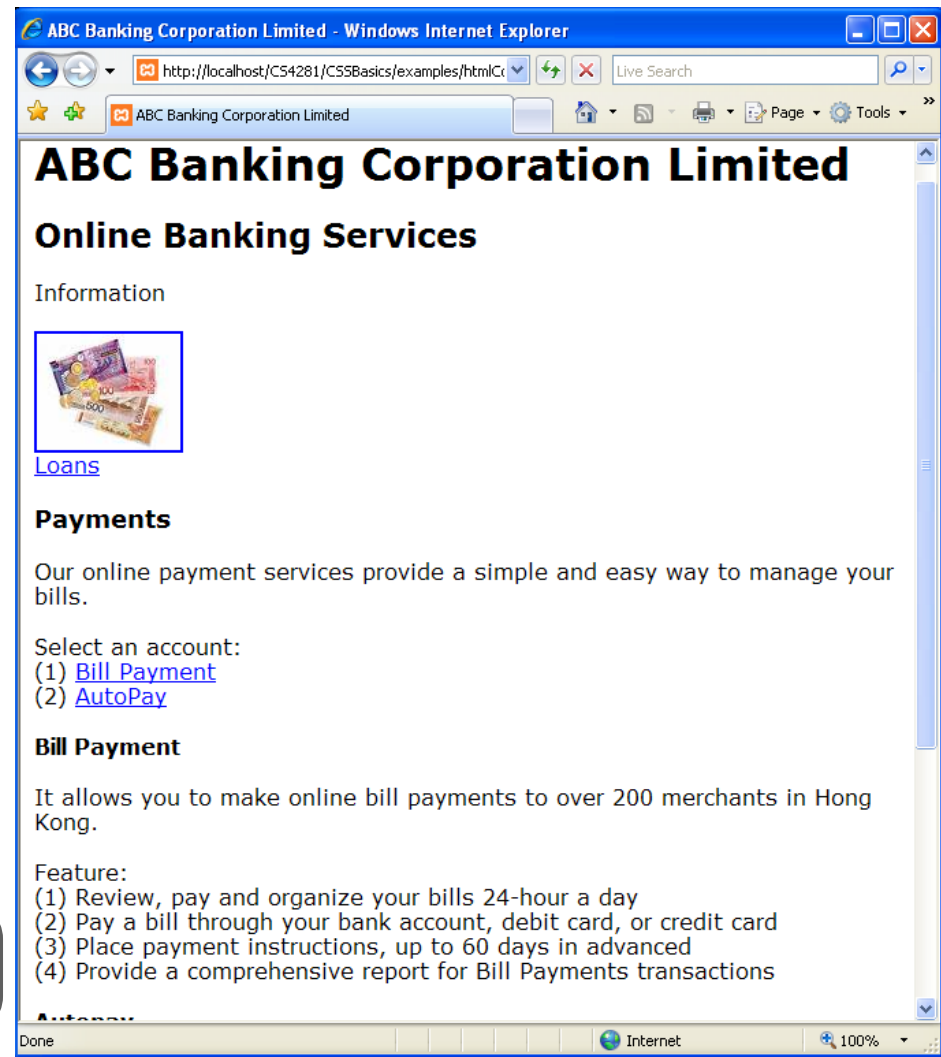 ABC Banking Corporation Limited - Windows Internet Explorer
http://localhost/CS4281/CSSBasics/examples/htmlCo
Live Search
ABC Banking Corporation Limited
Page
Tools
»
ABC Banking Corporation Limited
Online Banking Services
Information
100
100
500
Loans
Payments
Our online payment services provide a simple and easy way to manage your
bills.
Select an account:
(1) Bill Payment
(2) AutoPay
Bill Payment
It allows you to make online bill payments to over 200 merchants in Hong
Kong.
Feature:
(1) Review, pay and organize your bills 24-hour a day
(2) Pay a bill through your bank account, debit card, or credit card
(3) Place payment instructions, up to 60 days in advanced
(4) Provide a comprehensive report for Bill Payments transactions
Autopay
Done
Internet
100%